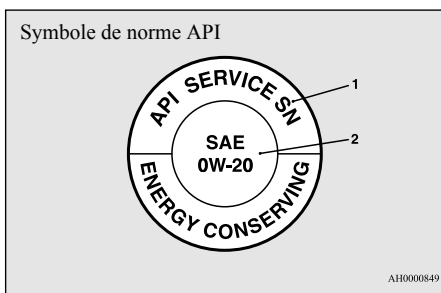 Symbole de norme API
API SERVICE SN
1
SAE
0W-20
2
ENERGY CONSERVING
AH0000849